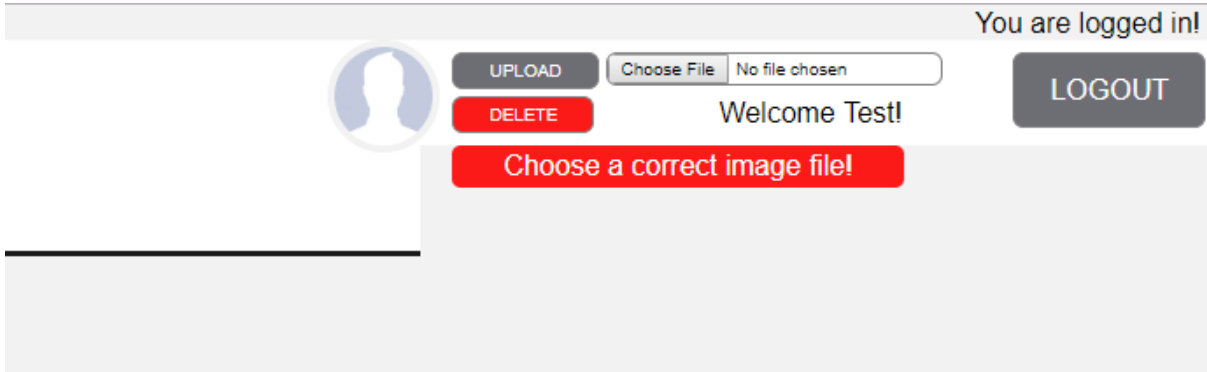 You are logged in!
UPLOAD Choose File No file chosen
LOGOUT
DELETE Welcome Test!
Choose a correct image file!